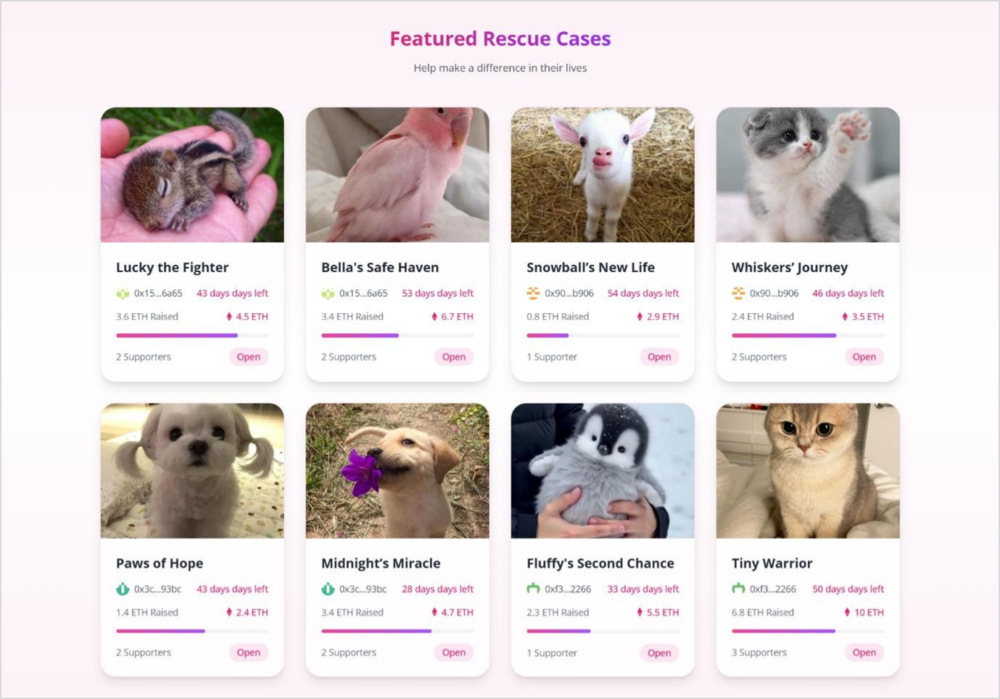 Featured Rescue Cases
Help make a difference in their lives
Lucky the Fighter
0x15...6a65 43 days days left
3.6 ETH Raised 4.5 ETH
2 Supporters Open
Bella's Safe Haven
0x15...6a65 53 days days left
3.4 ETH Raised 6.7 ETH
2 Supporters Open
Snowball’s New Life
0x90...b906 54 days days left
0.8 ETH Raised 2.9 ETH
1 Supporter Open
Whiskers’ Journey
0x90...b906 46 days days left
2.4 ETH Raised 3.5 ETH
2 Supporters Open
Paws of Hope
0x3c...93bc 43 days days left
1.4 ETH Raised 2.4 ETH
2 Supporters Open
Midnight’s Miracle
0x3c...93bc 28 days days left
3.4 ETH Raised 4.7 ETH
2 Supporters Open
Fluffy's Second Chance
0xf3...2266 33 days days left
2.3 ETH Raised 5.5 ETH
1 Supporter Open
Tiny Warrior
0xf3...2266 50 days days left
6.8 ETH Raised 10 ETH
3 Supporters Open